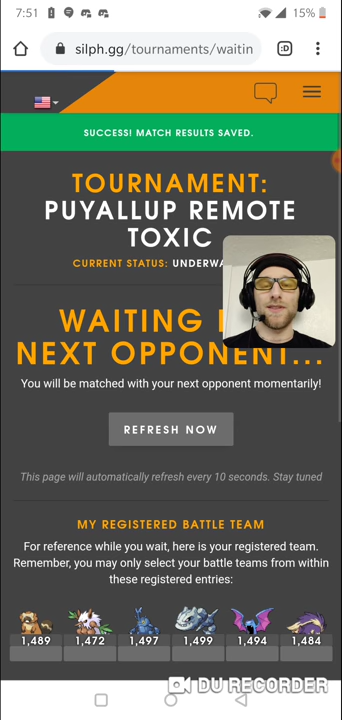 7:51
15%
silph.gg/tournaments/waitin
:D
SUCCESS! MATCH RESULTS SAVED.
TOURNAMENT:
PUYALLUP REMOTE
TOXIC
CURRENT STATUS: UNDERWA
WAITING
NEXT OPPONENT...
You will be matched with your next opponent momentarily!
REFRESH NOW
This page will automatically refresh every 10 seconds. Stay tuned
MY REGISTERED BATTLE TEAM
For reference while you wait, here is your registered team.
Remember, you may only select your battle teams from within
these registered entries:
1,489 1,472 1,497 1,499 1,494 1,484
DU RECORDER